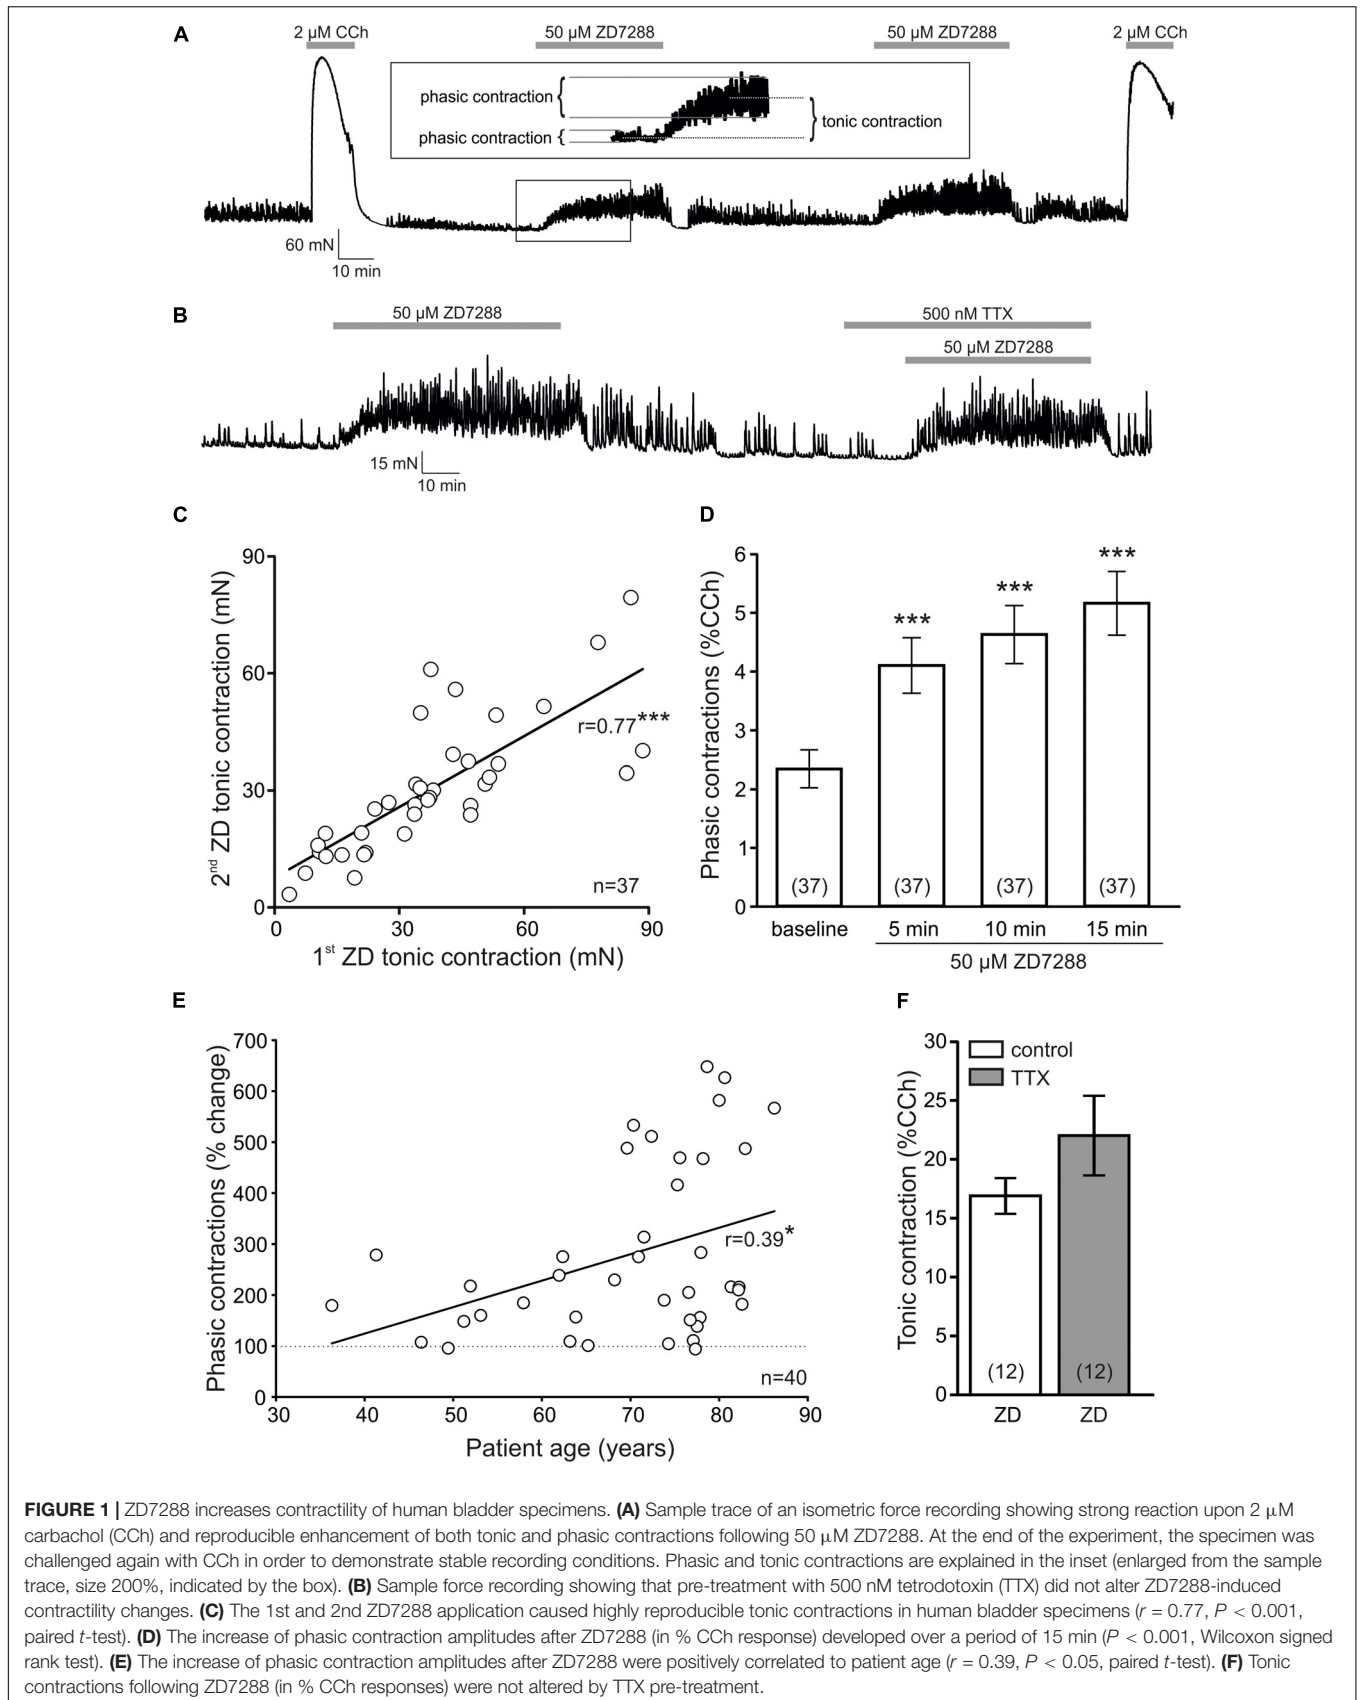 A
2 µM CCh
50 µM ZD7288
50 µM ZD7288
2 µM CCh
phasic contraction
phasic contraction
tonic contraction
60 mN
10 min
B
50 µM ZD7288
500 nM TTX
50 µM ZD7288
15 mN
10 min
C
90
60
30
0
2nd ZD tonic contraction (mN)
r=0.77***
n=37
0 30 60 90
1st ZD tonic contraction (mN)
D
6
5
4
3
2
1
0
Phasic contractions (%CCh)
***
***
***
(37) (37) (37) (37)
baseline 5 min 10 min 15 min
50 µM ZD7288
E
700
600
500
400
300
200
100
0
Phasic contractions (% change)
r=0.39*
n=40
30 40 50 60 70 80 90
Patient age (years)
F
30
25
20
15
10
5
0
Tonic contraction (%CCh)
control
TTX
(12) (12)
ZD ZD
FIGURE 1 | ZD7288 increases contractility of human bladder specimens. (A) Sample trace of an isometric force recording showing strong reaction upon 2 µM
carbachol (CCh) and reproducible enhancement of both tonic and phasic contractions following 50 µM ZD7288. At the end of the experiment, the specimen was
challenged again with CCh in order to demonstrate stable recording conditions. Phasic and tonic contractions are explained in the inset (enlarged from the sample
trace, size 200%, indicated by the box). (B) Sample force recording showing that pre-treatment with 500 nM tetrodotoxin (TTX) did not alter ZD7288-induced
contractility changes. (C) The 1st and 2nd ZD7288 application caused highly reproducible tonic contractions in human bladder specimens (r = 0.77, P < 0.001,
paired t-test). (D) The increase of phasic contraction amplitudes after ZD7288 (in % CCh response) developed over a period of 15 min (P < 0.001, Wilcoxon signed
rank test). (E) The increase of phasic contraction amplitudes after ZD7288 were positively correlated to patient age (r = 0.39, P < 0.05, paired t-test). (F) Tonic
contractions following ZD7288 (in % CCh responses) were not altered by TTX pre-treatment.